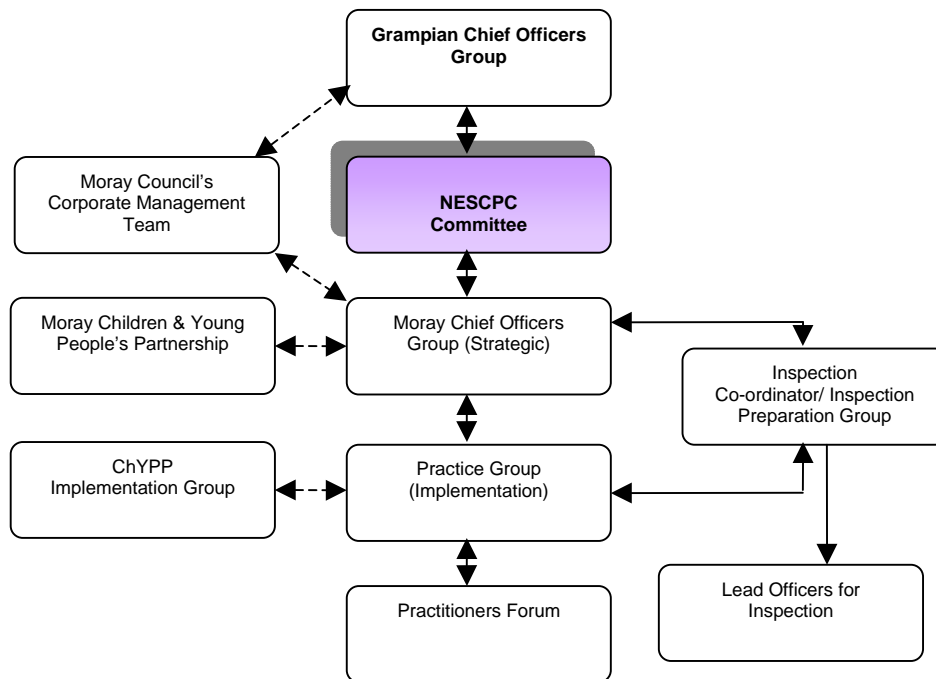 Grampian Chief Officers
Group
Moray Council’s
Corporate Management
Team
NESCPC
Committee
Moray Children & Young
People’s Partnership
Moray Chief Officers
Group (Strategic)
Inspection
Co-ordinator/ Inspection
Preparation Group
ChYPP
Implementation Group
Practice Group
(Implementation)
Practitioners Forum
Lead Officers for
Inspection